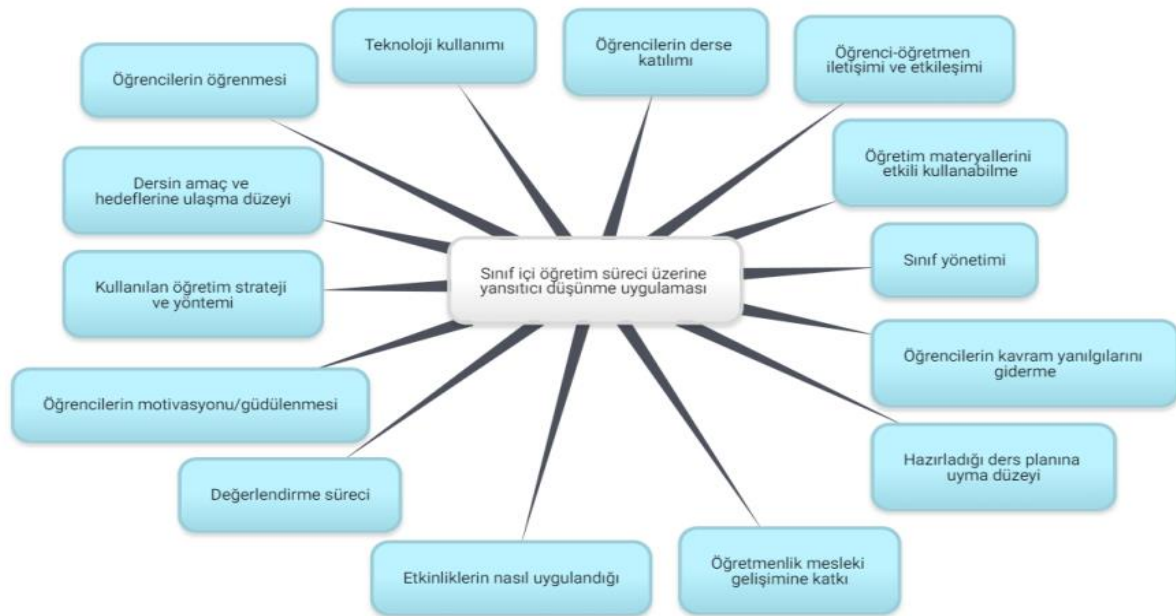 Teknoloji kullanımı
Öğrencilerin derse
katılımı
Öğrenci-öğretmen
iletişimi ve etkileşimi
Öğrencilerin öğrenmesi
Öğretim materyallerini
etkili kullanabilme
Dersin amaç ve
hedeflerine ulaşma düzeyi
Sınıf yönetimi
Sınıf içi öğretim süreci üzerine
yansıtıcı düşünme uygulaması
Kullanılan öğretim strateji
ve yöntemi
Öğrencilerin kavram yanılgılarını
giderme
Öğrencilerin motivasyonu/güdülenmesi
Hazırladığı ders planına
uyma düzeyi
Değerlendirme süreci
Etkinliklerin nasıl uygulandığı
Öğretmenlik mesleki
gelişimine katkı